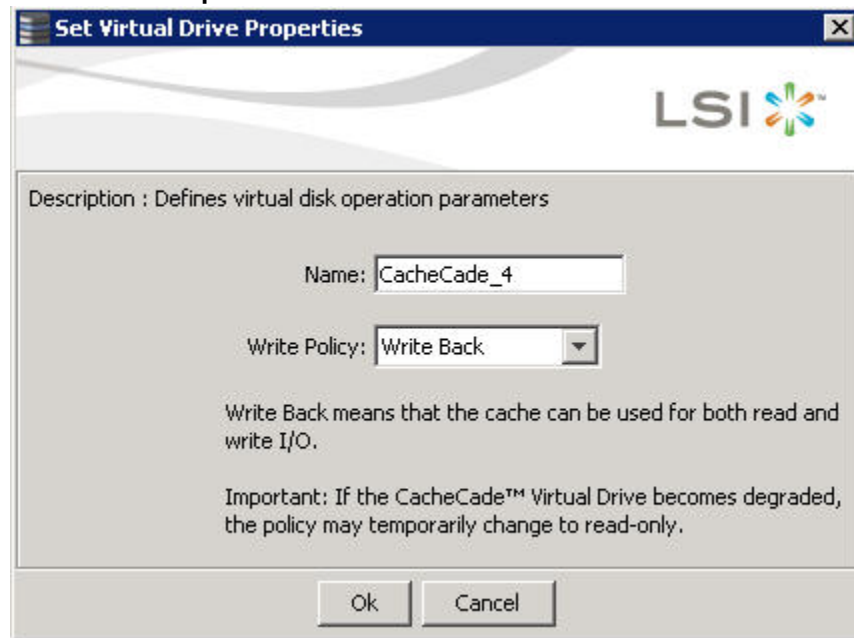 Set Virtual Drive Properties
LSI
Description : Defines virtual disk operation parameters
Name: CacheCade_4
Write Policy: Write Back
Write Back means that the cache can be used for both read and
write I/O.
Important: If the CacheCade™ Virtual Drive becomes degraded,
the policy may temporarily change to read-only.
Ok Cancel